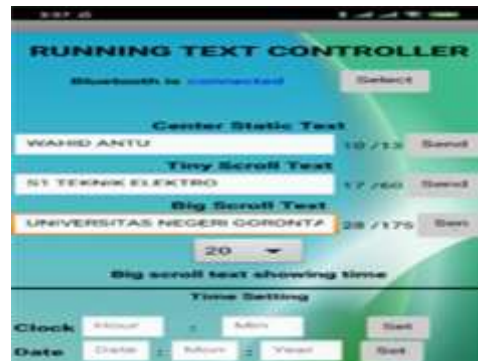 RUNNING TEXT CONTROLLER
Bluetooth is connected Select
Center Static Text
WAHID ANTU 10 /13 Send
Tiny Scroll Text
S1 TEKNIK ELEKTRO 17 /60 Send
Big Scroll Text
UNIVERSITAS NEGERI GORONTA 28 /175 Sen
20
Big scroll text showing time
Time Setting
Clock Hour : Min Set
Date Date : Mon : Year Set